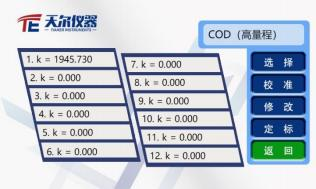 天尔仪器
TIANER INSTRUMENTS
COD（高量程）
1. k = 1945.730
2. k = 0.000
3. k = 0.000
4. k = 0.000
5. k = 0.000
6. k = 0.000
7. k = 0.000
8. k = 0.000
9. k = 0.000
10. k = 0.000
11. k = 0.000
12. k = 0.000
选 择
校 准
修 改
定 标
返 回